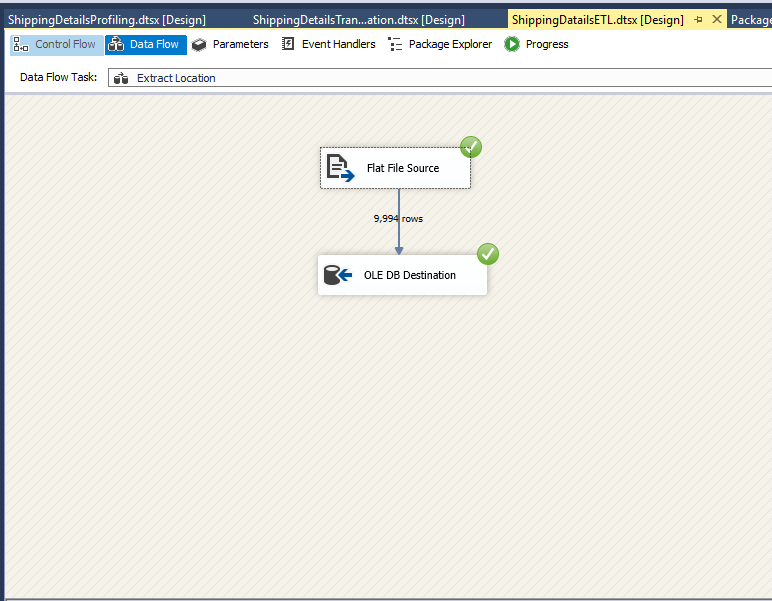 ShippingDetailsProfiling.dtsx [Design] ShippingDetailsTran...ation.dtsx [Design] ShippingDatailsETL.dtsx [Design] Package
Control Flow Data Flow Parameters Event Handlers Package Explorer Progress
Data Flow Task: Extract Location
Flat File Source
9,994 rows
OLE DB Destination